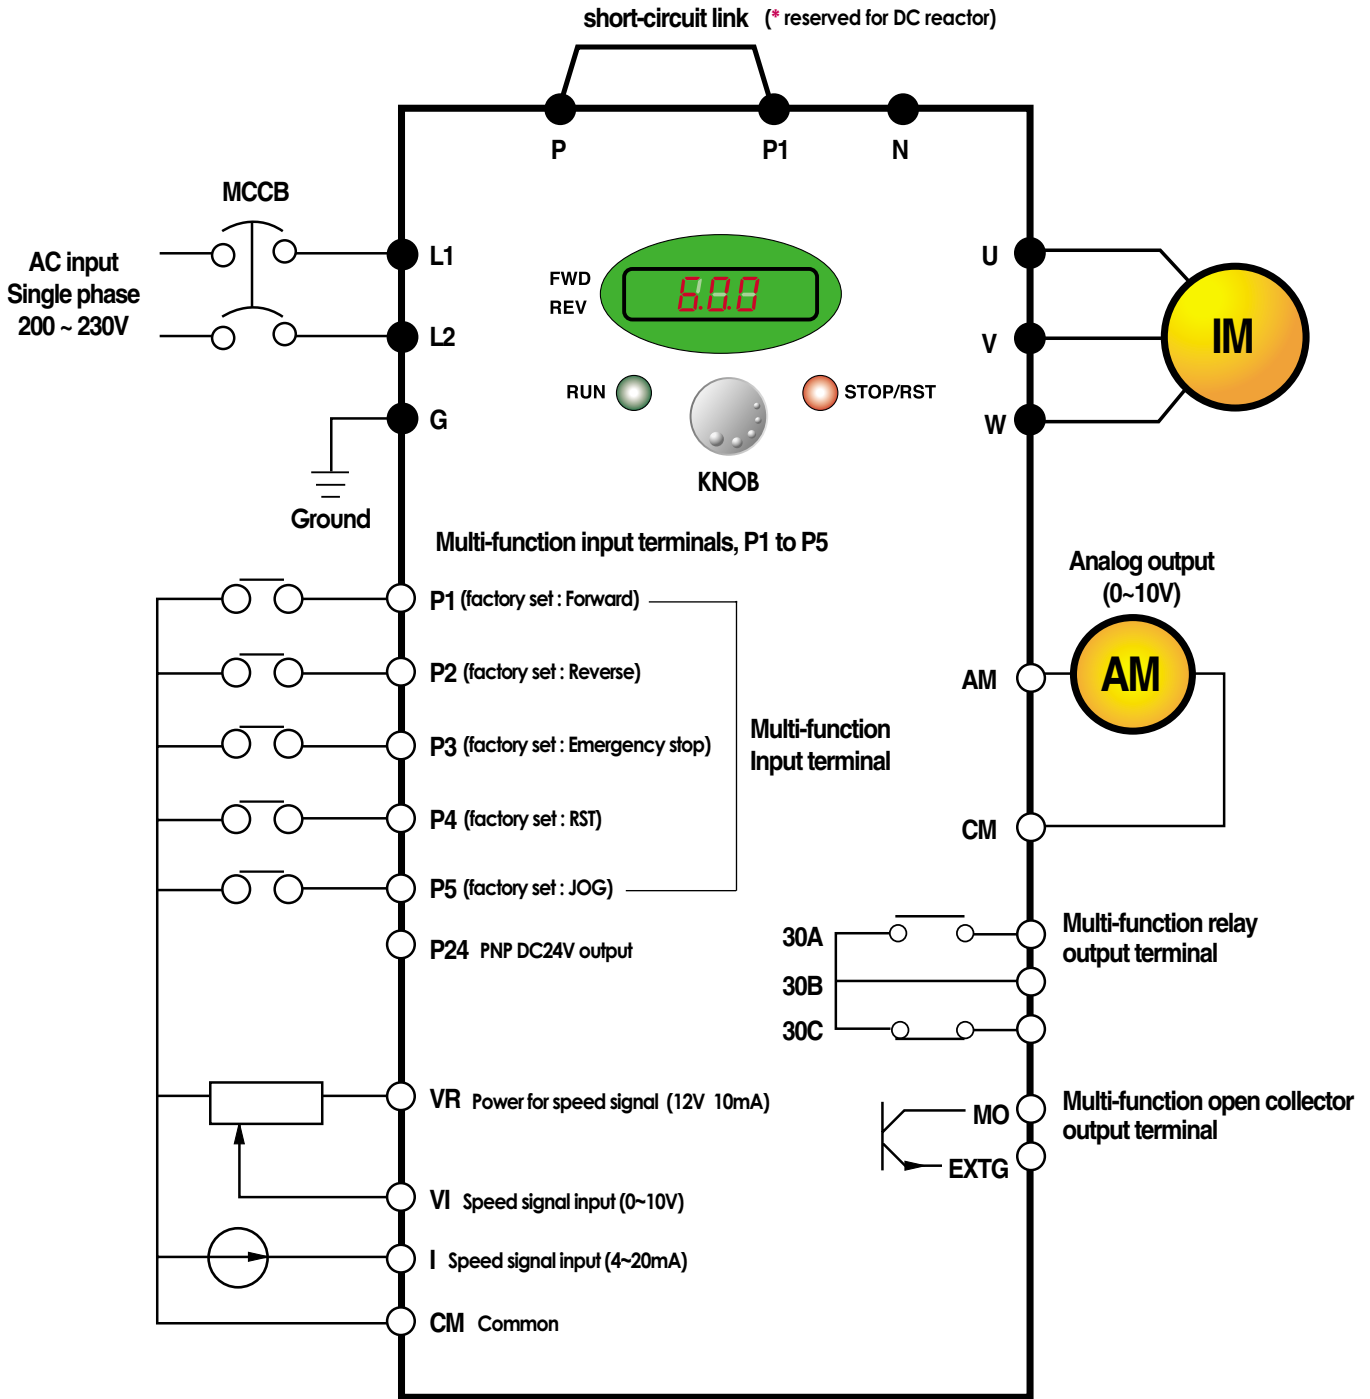 short-circuit link (* reserved for DC reactor)
P
P1
N
MCCB
AC input
Single phase
200 ~ 230V
L1
L2
G
Ground
FWD
REV
6.0.0
RUN
STOP/RST
KNOB
U
V
W
IM
Multi-function input terminals, P1 to P5
P1 (factory set : Forward)
P2 (factory set : Reverse)
P3 (factory set : Emergency stop)
P4 (factory set : RST)
P5 (factory set : JOG)
Multi-function
Input terminal
P24 PNP DC24V output
VR Power for speed signal (12V 10mA)
VI Speed signal input (0~10V)
I Speed signal input (4~20mA)
CM Common
Analog output
(0~10V)
AM
AM
CM
30A
30B
30C
Multi-function relay
output terminal
MO
EXTG
Multi-function open collector
output terminal